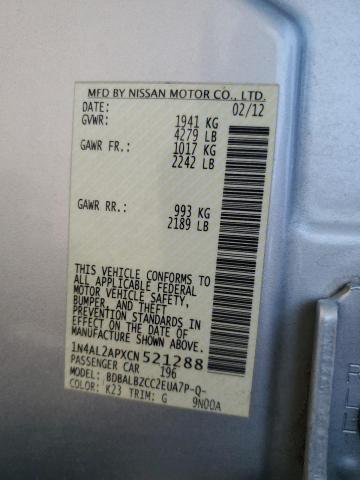 MFD BY NISSAN MOTOR CO., LTD.
DATE: 02/12
GVWR: 1941 KG
4279 LB
GAWR FR.: 1017 KG
2242 LB
GAWR RR.: 993 KG
2189 LB
THIS VEHICLE CONFORMS TO
ALL APPLICABLE FEDERAL
MOTOR VEHICLE SAFETY,
BUMPER, AND THEFT
PREVENTION STANDARDS IN
EFFECT ON THE DATE OF
MANUFACTURE SHOWN ABOVE.
1N4AL2APXCN521288
PASSENGER CAR 196
MODEL: BDBALBZCC2EUA7P-Q-
COLOR: K23 TRIM: G 9N00A